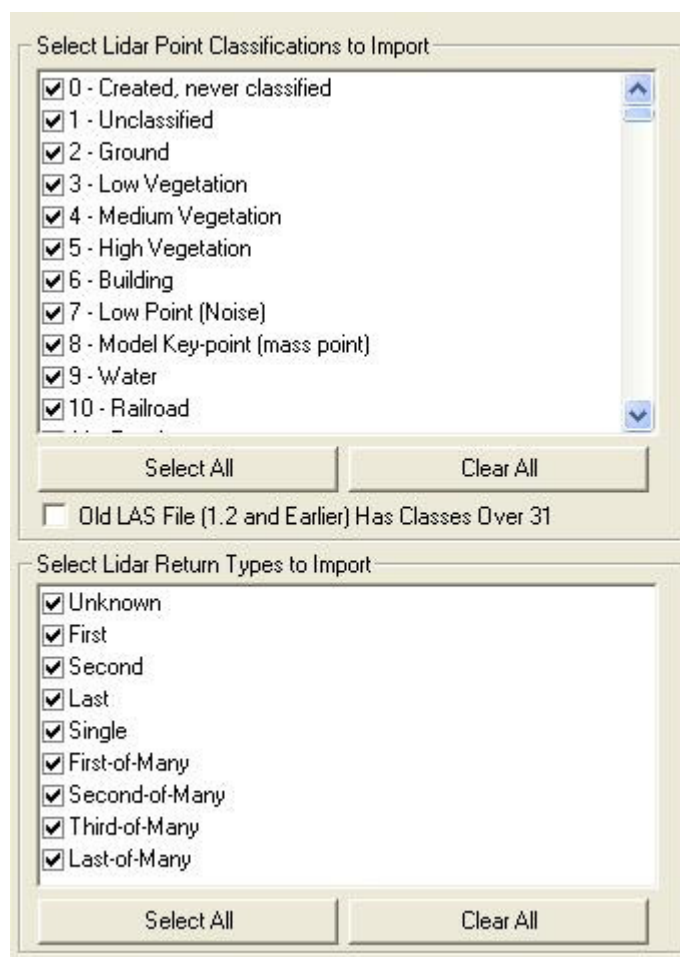 Select Lidar Point Classifications to Import
0 - Created, never classified
1 - Unclassified
2 - Ground
3 - Low Vegetation
4 - Medium Vegetation
5 - High Vegetation
6 - Building
7 - Low Point (Noise)
8 - Model Key-point (mass point)
9 - Water
10 - Railroad
Select All Clear All
Old LAS File (1.2 and Earlier) Has Classes Over 31
Select Lidar Return Types to Import
Unknown
First
Second
Last
Single
First-of-Many
Second-of-Many
Third-of-Many
Last-of-Many
Select All Clear All